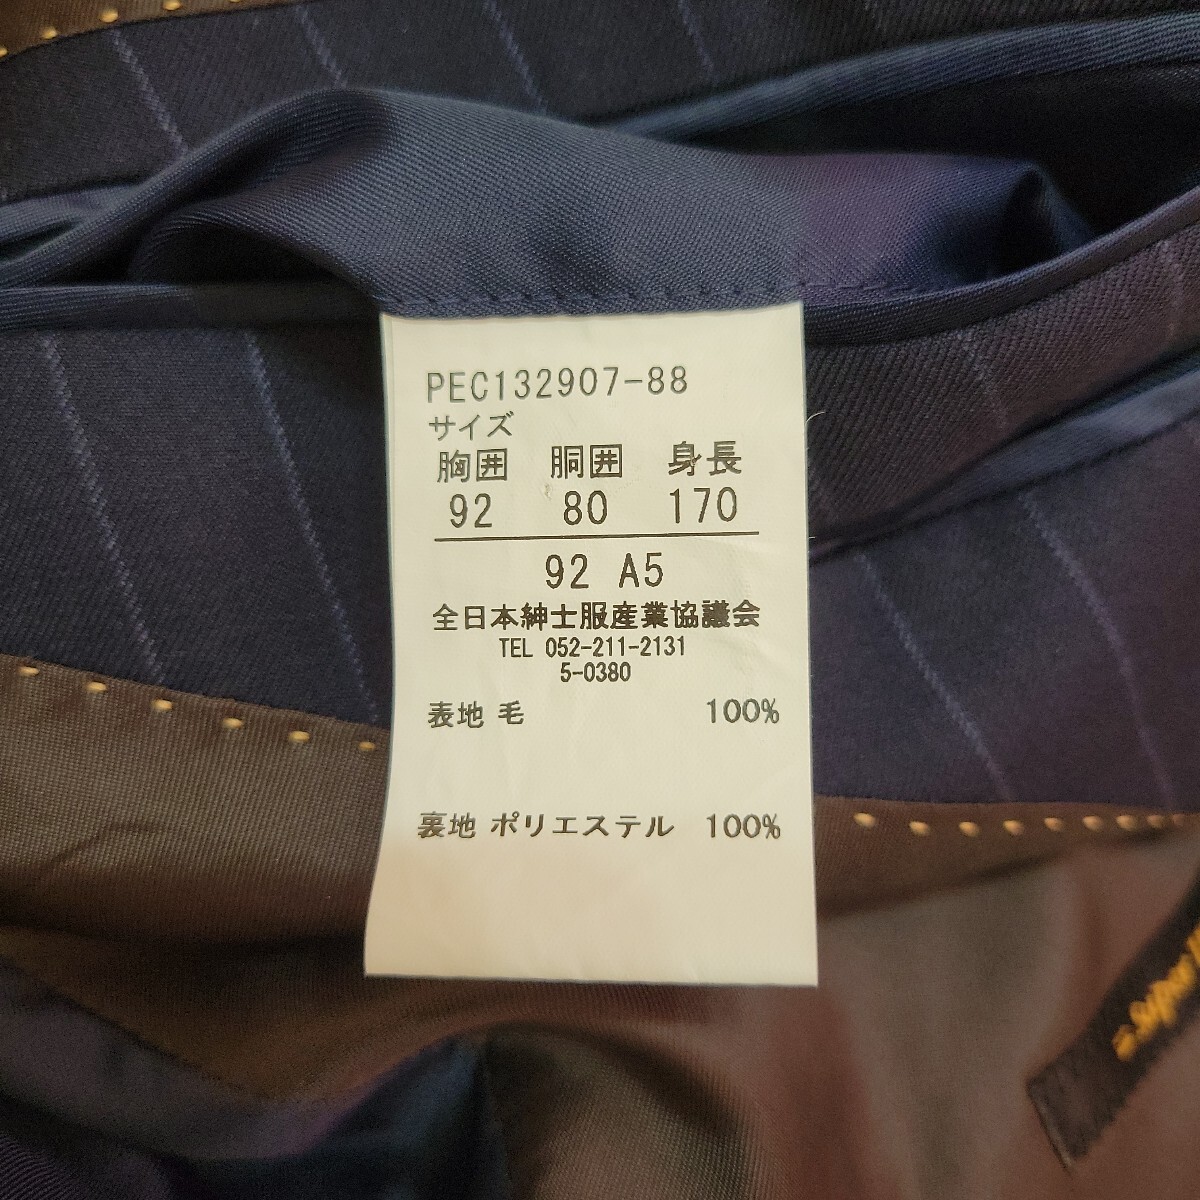 PEC132907-88
サイズ
胸囲 胴囲 身長
92 80 170
92 A5
全日本紳士服産業協議会
TEL 052-211-2131
5-0380
表地 毛 100%
裏地 ポリエステル 100%